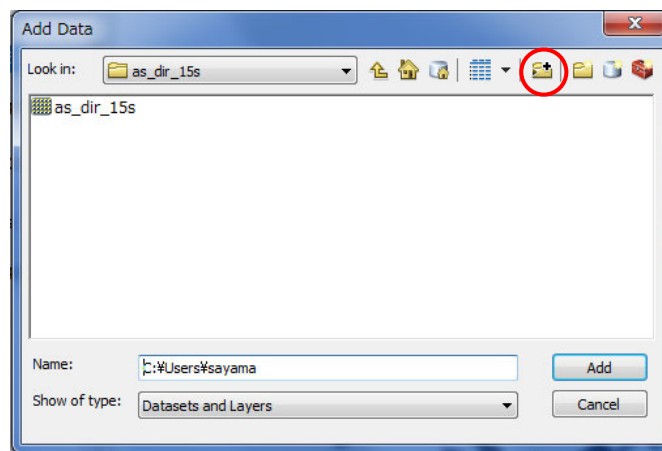 Add Data
Look in: as_dir_15s
as_dir_15s
Name: C:¥Users¥sayama Add
Show of type: Datasets and Layers Cancel